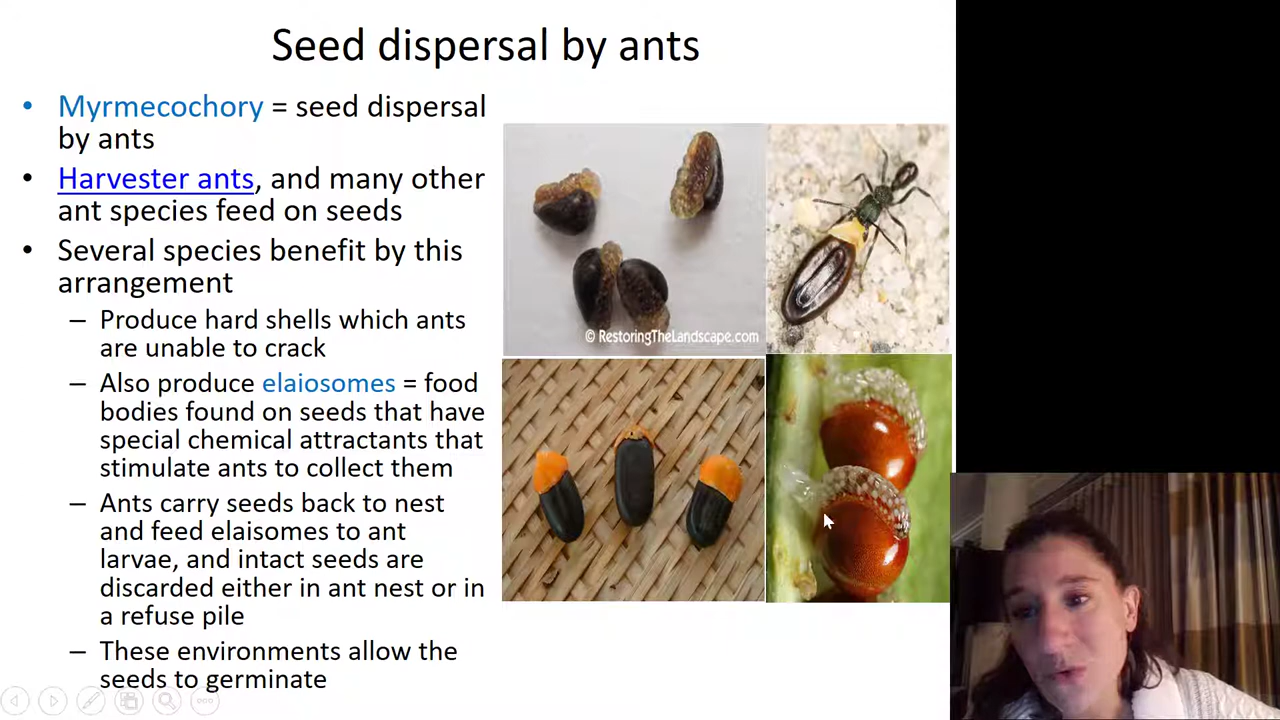 Seed dispersal by ants
• Myrmecochory = seed dispersal
by ants
• Harvester ants, and many other
ant species feed on seeds
• Several species benefit by this
arrangement
– Produce hard shells which ants
are unable to crack
– Also produce elaiosomes = food
bodies found on seeds that have
special chemical attractants that
stimulate ants to collect them
– Ants carry seeds back to nest
and feed elaisomes to ant
larvae, and intact seeds are
discarded either in ant nest or in
a refuse pile
– These environments allow the
seeds to germinate
© RestoringTheLandscape.com